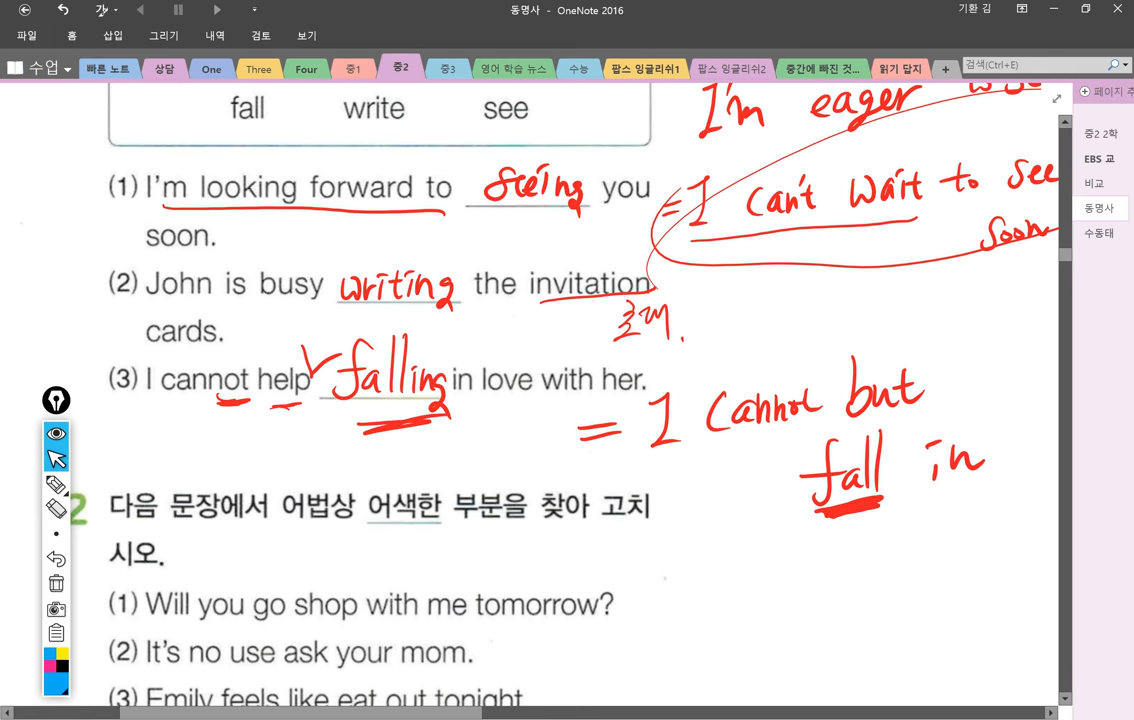 동명사 - OneNote 2016
기환 김
파일 홈 삽입 그리기 내역 검토 보기
수업 빠른 노트 상담 One Three Four 중1 중2 중3 영어 학습 뉴스 수능 팝스 잉글리쉬1 팝스 잉글리쉬2 중간에 빠진 것... 읽기 답지 + 검색(Ctrl+E)
페이지 추
중2 2학
EBS 교
비교
동명사
수동태
fall write see
I'm eager
(1) I'm looking forward to seeing you
soon.
= I can't wait to see
soon
(2) John is busy writing the invitation
cards.
초대.
(3) I cannot help falling in love with her.
= I cannot but
fall in
2 다음 문장에서 어법상 어색한 부분을 찾아 고치
시오.
(1) Will you go shop with me tomorrow?
(2) It's no use ask your mom.
(3) Emily feels like eat out tonight